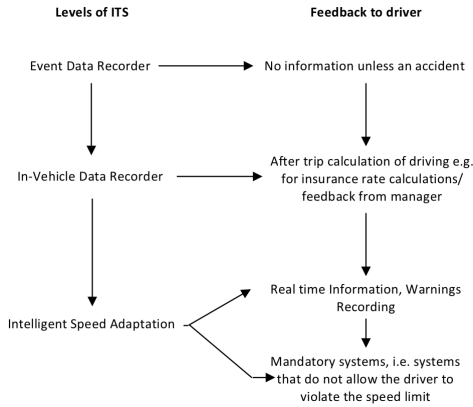 Levels of ITS
Feedback to driver
Event Data Recorder
No information unless an accident
In-Vehicle Data Recorder
After trip calculation of driving e.g.
for insurance rate calculations/
feedback from manager
Intelligent Speed Adaptation
Real time Information, Warnings
Recording
Mandatory systems, i.e. systems
that do not allow the driver to
violate the speed limit